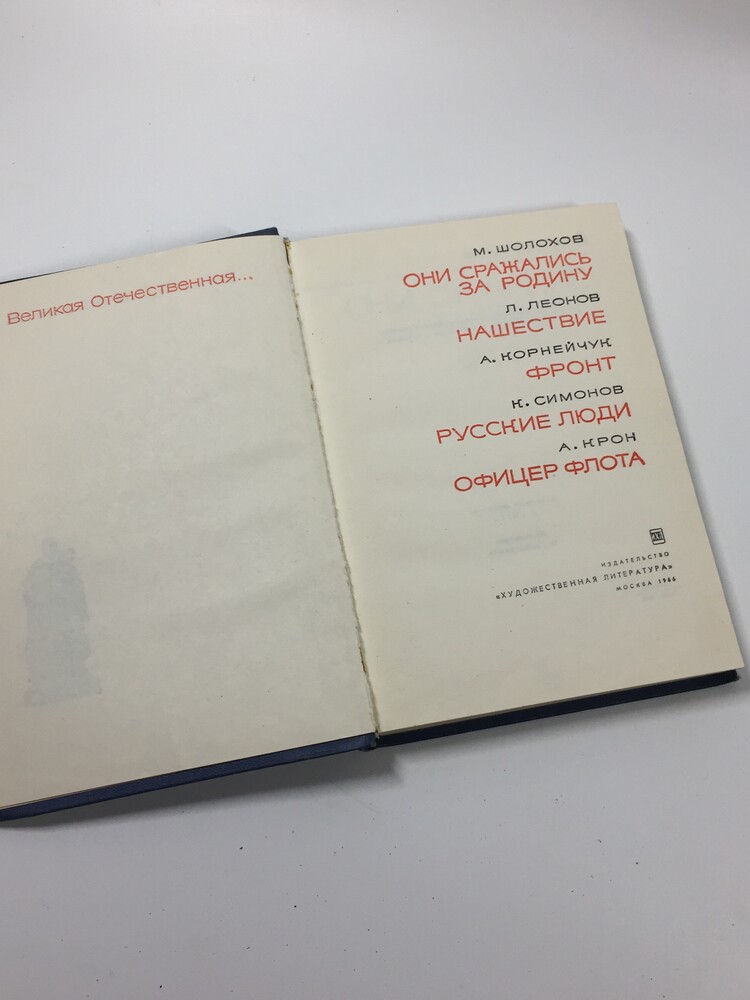 Великая Отечественная...
М. ШОЛОХОВ
ОНИ СРАЖАЛИСЬ
ЗА РОДИНУ
Л. ЛЕОНОВ
НАШЕСТВИЕ
А. КОРНЕЙЧУК
ФРОНТ
К. СИМОНОВ
РУССКИЕ ЛЮДИ
А. КРОН
ОФИЦЕР ФЛОТА
ИЗДАТЕЛЬСТВО
«ХУДОЖЕСТВЕННАЯ ЛИТЕРАТУРА»
МОСКВА 1966